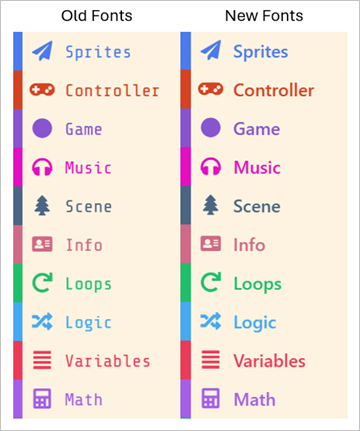 Old Fonts New Fonts
Sprites Sprites
Controller Controller
Game Game
Music Music
Scene Scene
Info Info
Loops Loops
Logic Logic
Variables Variables
Math Math